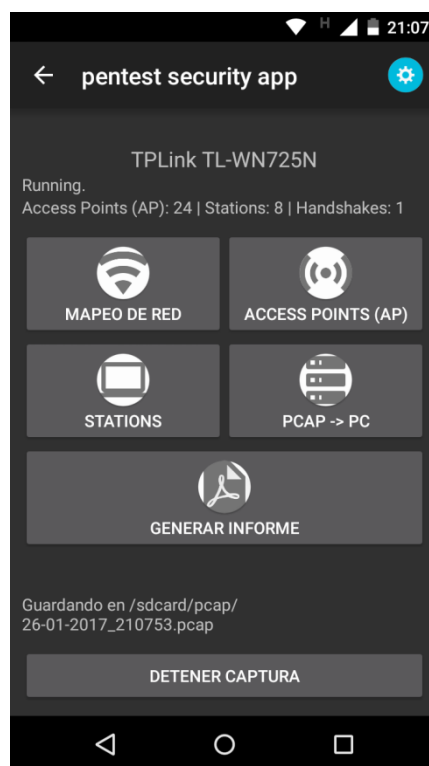 H 21:07
pentest security app
TPLink TL-WN725N
Running.
Access Points (AP): 24 | Stations: 8 | Handshakes: 1
MAPEO DE RED
ACCESS POINTS (AP)
STATIONS
PCAP -> PC
GENERAR INFORME
Guardando en /sdcard/pcap/
26-01-2017_210753.pcap
DETENER CAPTURA